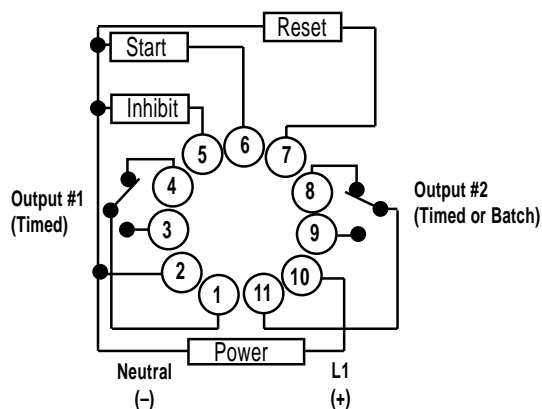 Reset
Start
Inhibit
6
5
7
4
8
Output #1
(Timed)
Output #2
(Timed or Batch)
3
9
2
10
1
11
Power
Neutral
(–)
L1
(+)